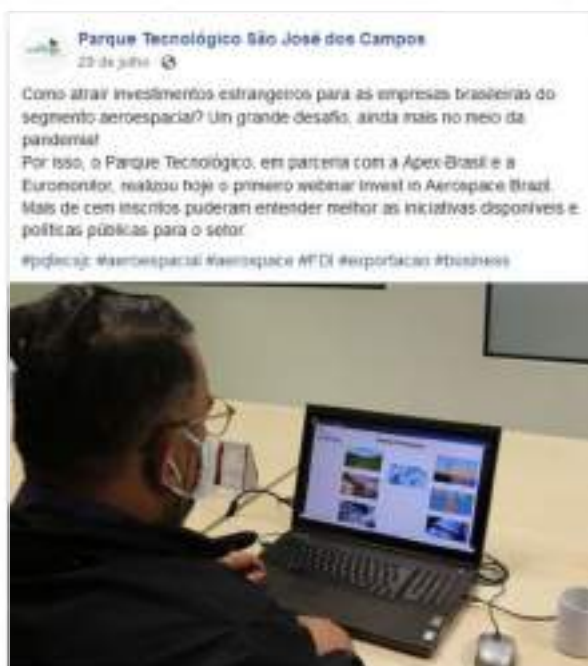 Parque Tecnológico São José dos Campos
29 de julho
Como atrair investimentos estrangeiros para as empresas brasileiras do
segmento aeroespacial? Um grande desafio, ainda mais no meio da
pandemia!
Por isso, o Parque Tecnológico, em parceria com a Apex-Brasil e a
Euromonitor, realizou hoje o primeiro webinar Invest in Aerospace Brazil.
Mais de cem inscritos puderam entender melhor as iniciativas disponíveis e
políticas públicas para o setor.
#pqtecsjc #aeroespacial #aerospace #FDI #exportacao #business